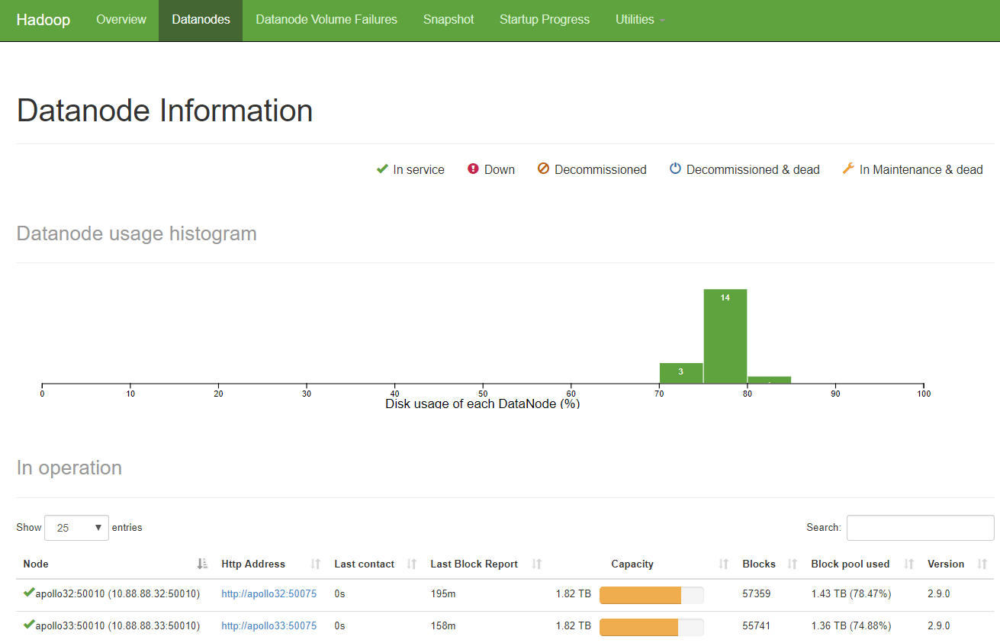 Hadoop Overview Datanodes Datanode Volume Failures Snapshot Startup Progress Utilities
Datanode Information
In service Down Decommissioned Decommissioned & dead In Maintenance & dead
Datanode usage histogram
14
3
0 10 20 30 40 50 60 70 80 90 100
Disk usage of each DataNode (%)
In operation
Show 25 entries Search:
Node Http Address Last contact Last Block Report Capacity Blocks Block pool used Version
apollo32:50010 (10.88.88.32:50010) http://apollo32:50075 0s 195m 1.82 TB 57359 1.43 TB (78.47%) 2.9.0
apollo33:50010 (10.88.88.33:50010) http://apollo33:50075 0s 158m 1.82 TB 55741 1.36 TB (74.88%) 2.9.0